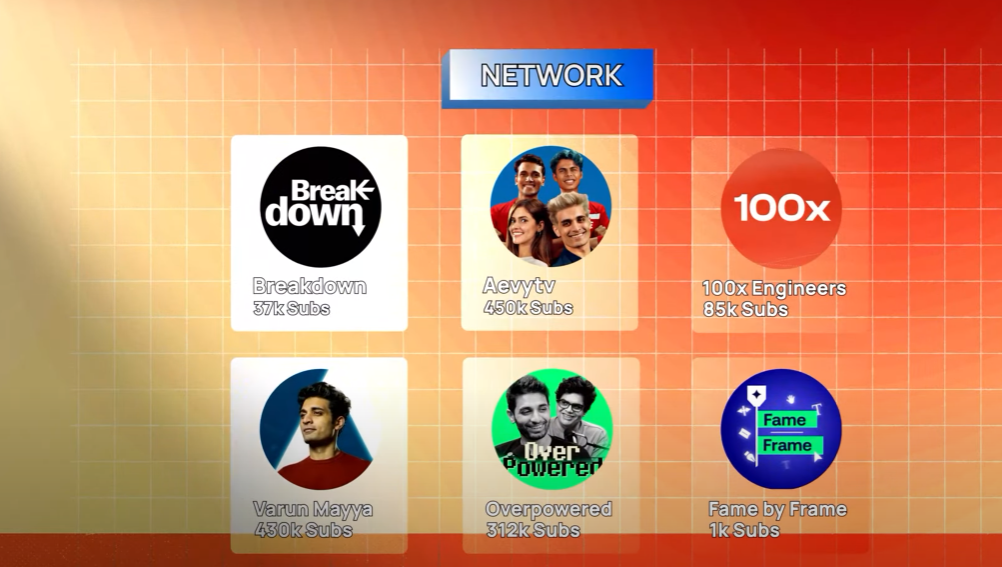 NETWORK
Break
down
Breakdown
37k Subs
Aevytv
450k Subs
100x
100x Engineers
85k Subs
Varun Mayya
430k Subs
Over
Powered
Overpowered
312k Subs
Fame
Frame
T
T
Fame by Frame
1k Subs